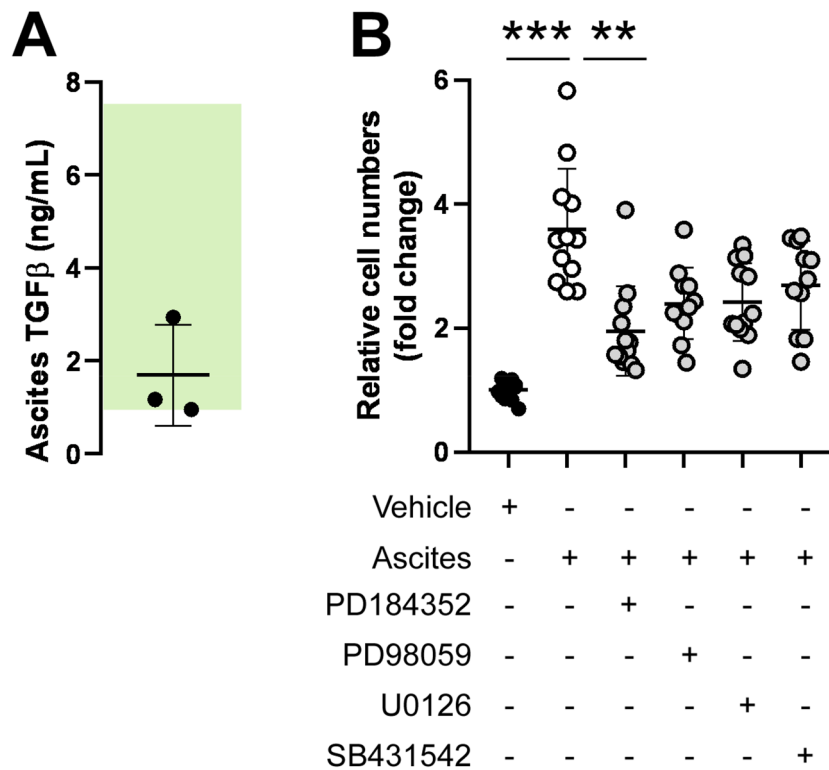 A
Ascites TGFβ (ng/mL)
8
6
4
2
0
B
*** **
Relative cell numbers
(fold change)
6
4
2
0
Vehicle + - - - - -
Ascites - + + + + +
PD184352 - - + - - -
PD98059 - - - + - -
U0126 - - - - + -
SB431542 - - - - - +